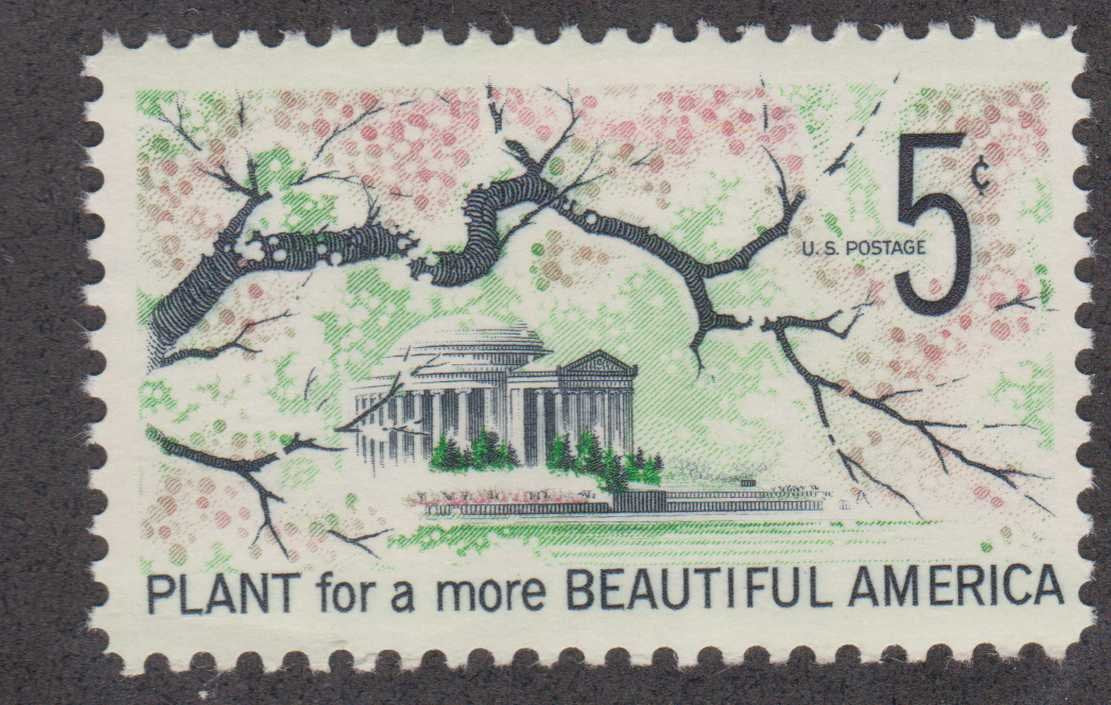 5¢
U. S. POSTAGE
PLANT for a more BEAUTIFUL AMERICA